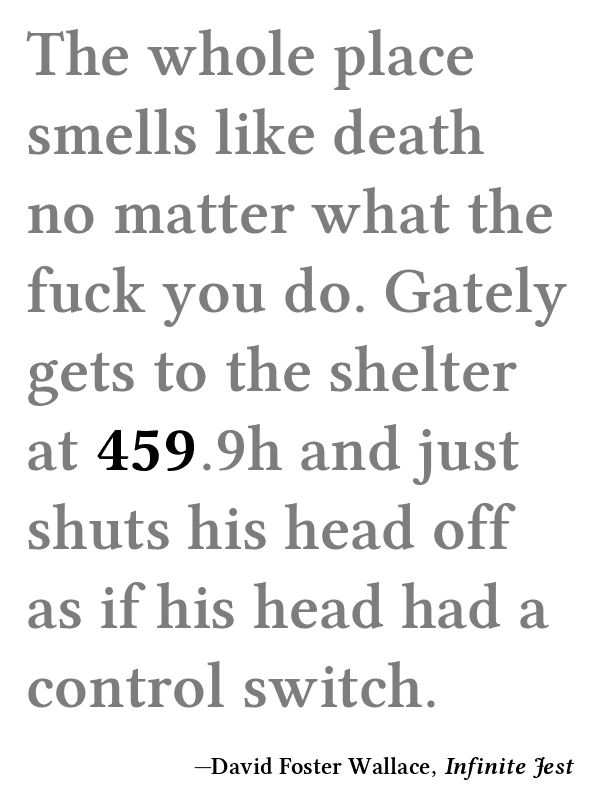 The whole place
smells like death
no matter what the
fuck you do. Gately
gets to the shelter
at 459.9h and just
shuts his head off
as if his head had a
control switch.
—David Foster Wallace, Infinite Jest